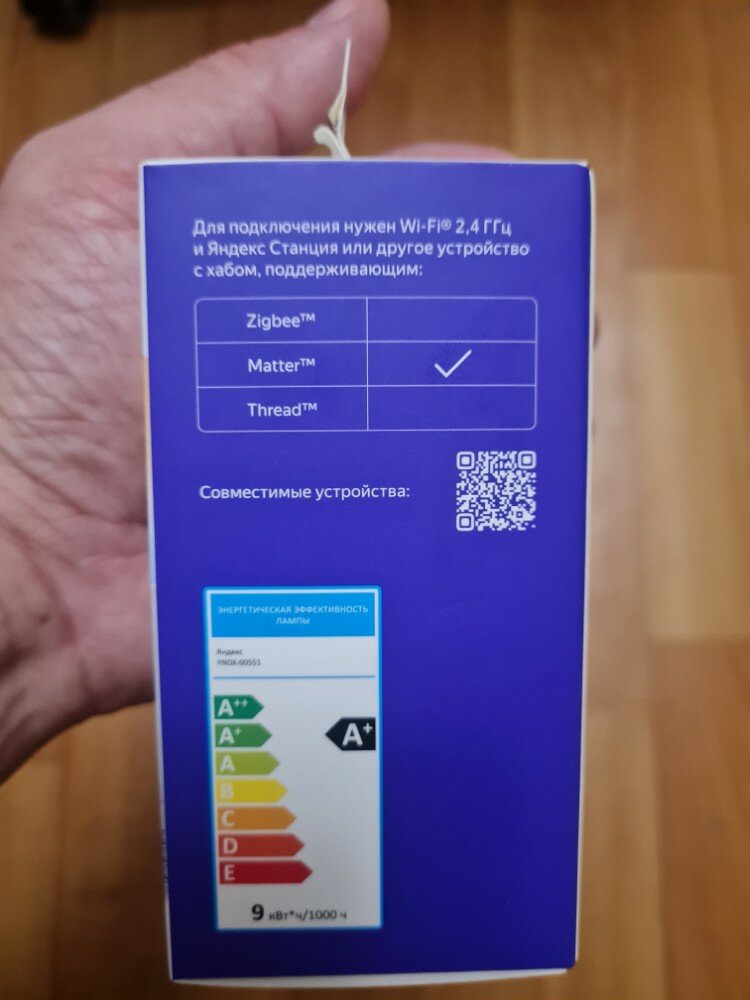 Для подключения нужен Wi-Fi® 2,4 ГГц
и Яндекс Станция или другое устройство
с хабом, поддерживающим:
Zigbee™
Matter™ ✓
Thread™
Совместимые устройства:
ЭНЕРГЕТИЧЕСКАЯ ЭФФЕКТИВНОСТЬ
ЛАМПЫ
Яндекс
YNDX-00551
A++
A+ A+
A
B
C
D
E
9 кВт*ч/1000 ч